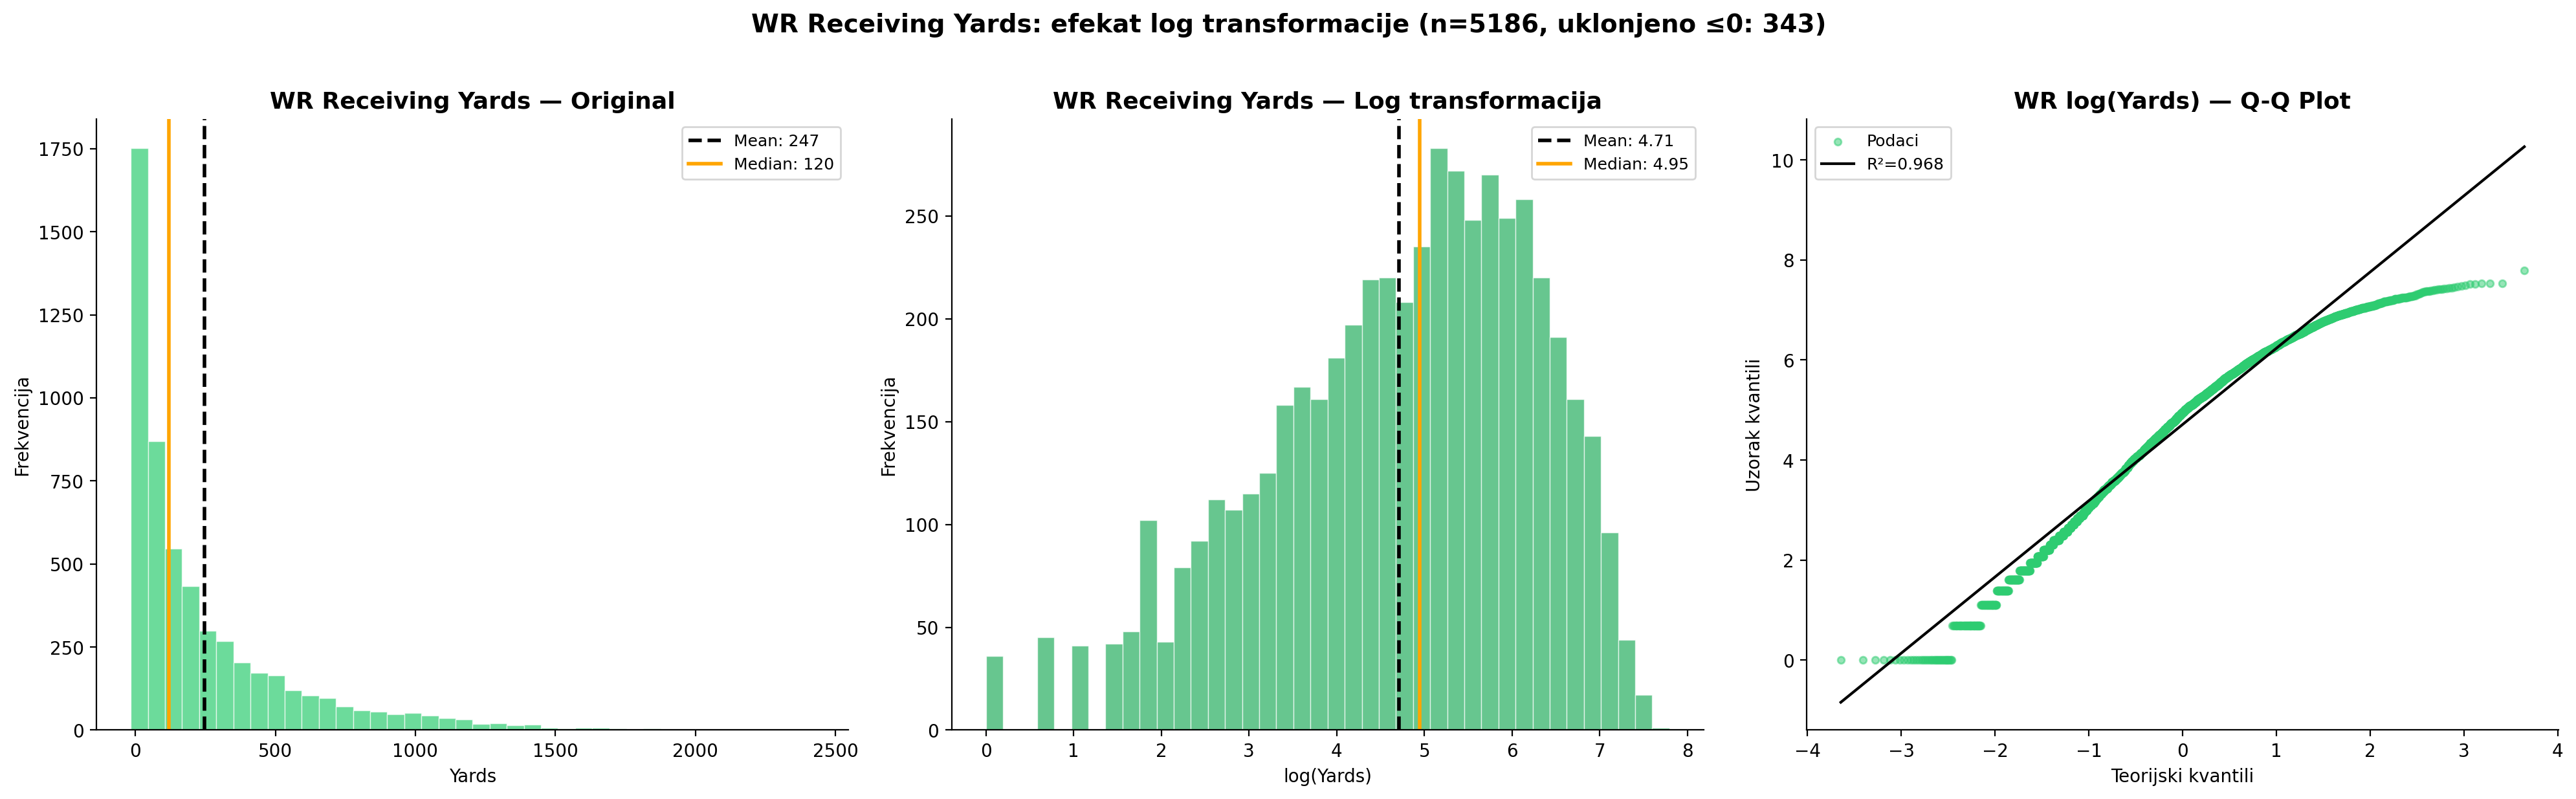 WR Receiving Yards: efekat log transformacije (n=5186, uklonjeno ≤0: 343)
WR Receiving Yards — Original
Mean: 247
Median: 120
1750
1500
1250
1000
750
500
250
0
Frekvencija
0 500 1000 1500 2000 2500
Yards
WR Receiving Yards — Log transformacija
Mean: 4.71
Median: 4.95
250
200
150
100
50
0
Frekvencija
0 1 2 3 4 5 6 7 8
log(Yards)
WR log(Yards) — Q-Q Plot
Podaci
R²=0.968
10
8
6
4
2
0
Uzorak kvantili
−4 −3 −2 −1 0 1 2 3 4
Teorijski kvantili